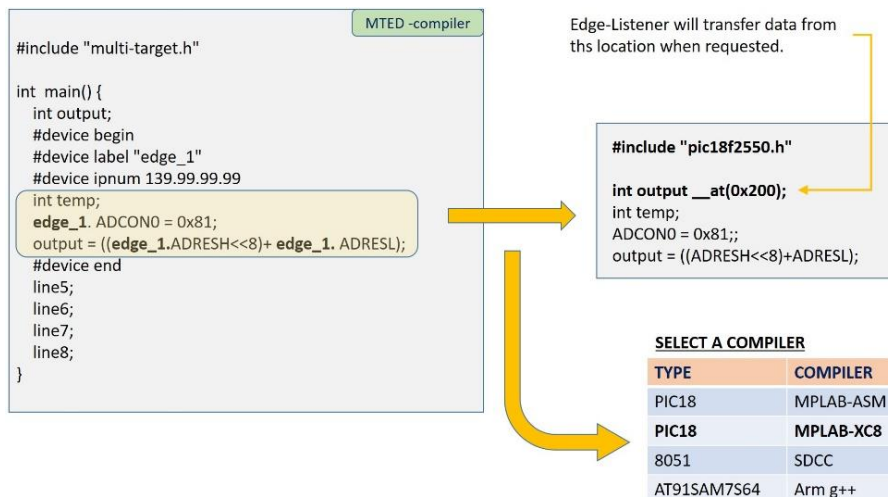 MTED -compiler
#include "multi-target.h"
int main() {
int output;
#device begin
#device label "edge_1"
#device ipnum 139.99.99.99
int temp;
edge_1. ADCON0 = 0x81;
output = ((edge_1.ADRESH<<8)+ edge_1. ADRESL);
#device end
line5;
line6;
line7;
line8;
}
Edge-Listener will transfer data from
ths location when requested.
#include "pic18f2550.h"
int output __at(0x200);
int temp;
ADCON0 = 0x81;;
output = ((ADRESH<<8)+ADRESL);
SELECT A COMPILER
TYPE COMPILER
PIC18 MPLAB-ASM
PIC18 MPLAB-XC8
8051 SDCC
AT91SAM7S64 Arm g++